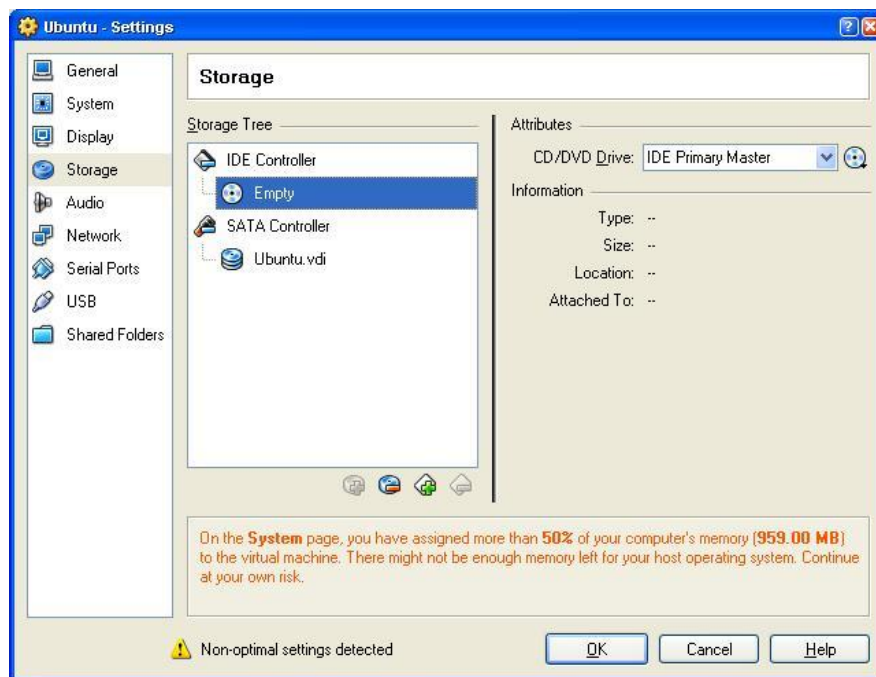 Ubuntu - Settings
General
System
Display
Storage
Audio
Network
Serial Ports
USB
Shared Folders
Storage
Storage Tree
IDE Controller
Empty
SATA Controller
Ubuntu.vdi
Attributes
CD/DVD Drive: IDE Primary Master
Information
Type: --
Size: --
Location: --
Attached To: --
On the System page, you have assigned more than 50% of your computer's memory (959.00 MB)
to the virtual machine. There might not be enough memory left for your host operating system. Continue
at your own risk.
Non-optimal settings detected
OK
Cancel
Help